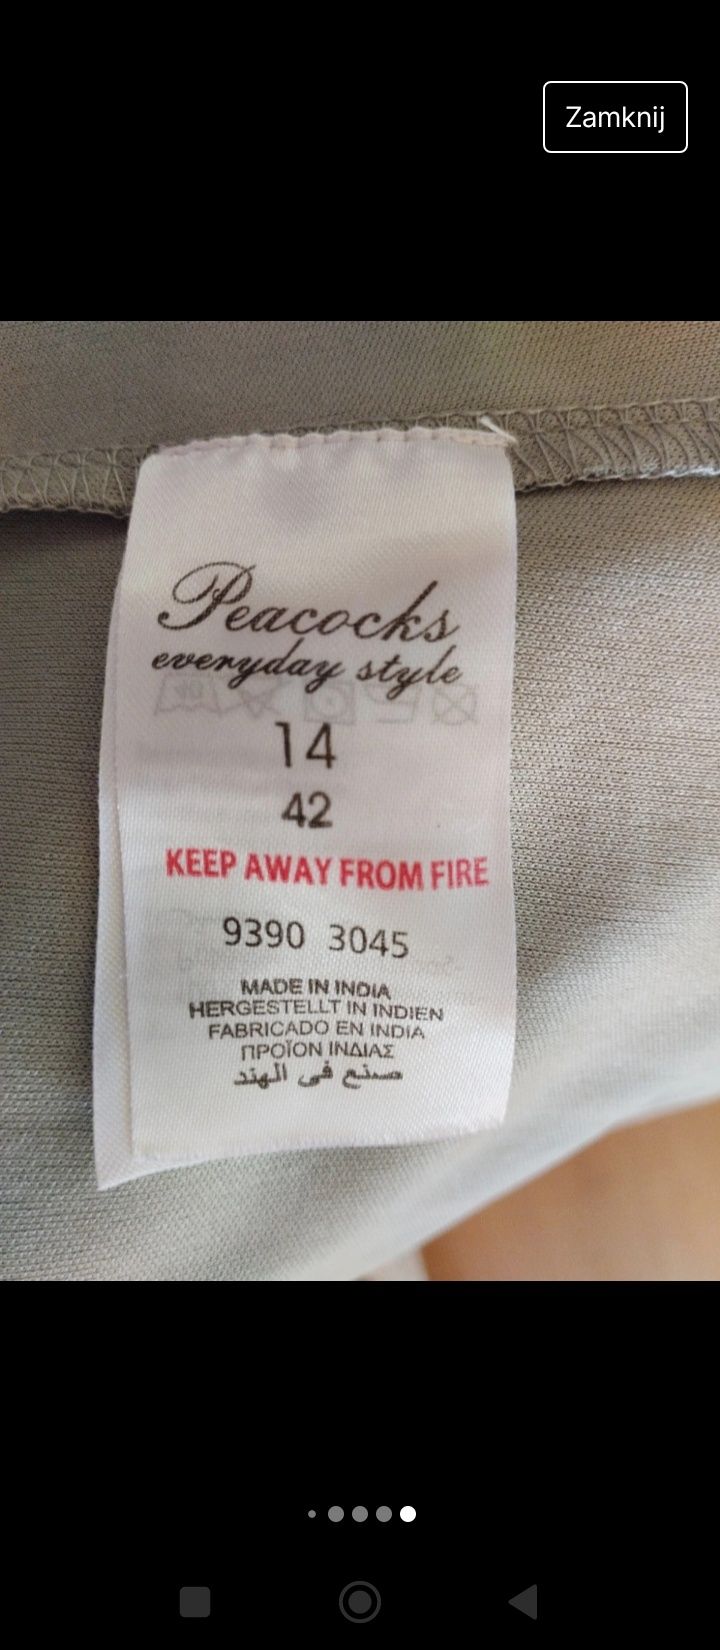 Zamknij
Peacocks
everyday style
14
42
KEEP AWAY FROM FIRE
9390 3045
MADE IN INDIA
HERGESTELLT IN INDIEN
FABRICADO EN INDIA
ΠΡΟΪΟΝ ΙΝΔΙΑΣ
صنع في الهند